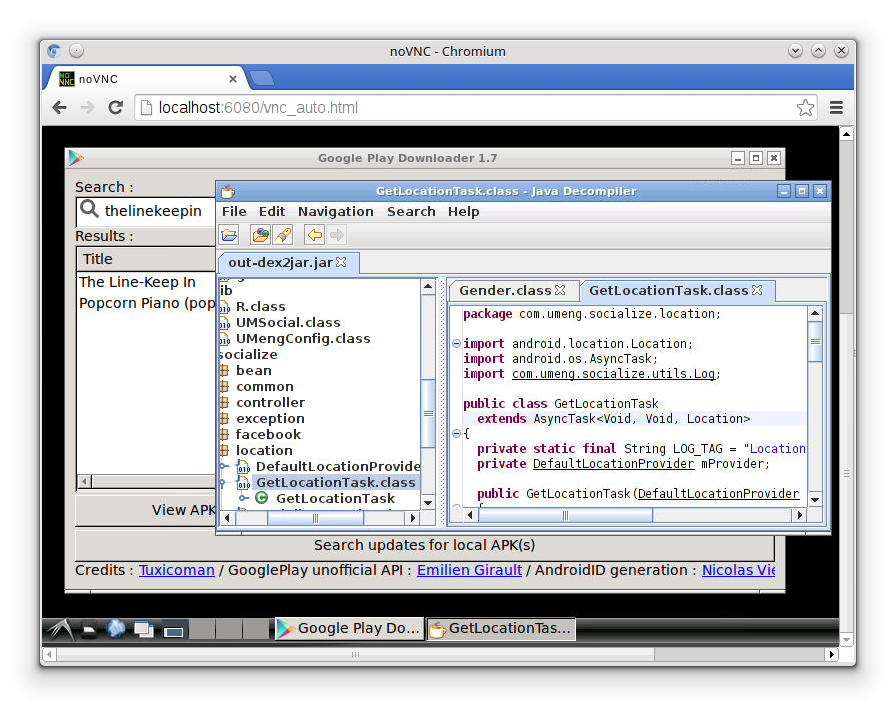 noVNC - Chromium
noVNC
localhost:6080/vnc_auto.html
Google Play Downloader 1.7
Search :
thelinekeepin
Results :
Title
The Line-Keep In
Popcorn Piano (pop
View APK
Search updates for local APK(s)
Credits : Tuxicoman / GooglePlay unofficial API : Emilien Girault / AndroidID generation : Nicolas Vie
GetLocationTask.class - Java Decompiler
File Edit Navigation Search Help
out-dex2jar.jar
ib
R.class
UMSocial.class
UMengConfig.class
socialize
bean
common
controller
exception
facebook
location
DefaultLocationProvide
GetLocationTask.class
GetLocationTask
Gender.class GetLocationTask.class
package com.umeng.socialize.location;
import android.location.Location;
import android.os.AsyncTask;
import com.umeng.socialize.utils.Log;
public class GetLocationTask
extends AsyncTask<Void, Void, Location>
{
private static final String LOG_TAG = "Location
private DefaultLocationProvider mProvider;
public GetLocationTask(DefaultLocationProvider
Google Play Do... GetLocationTas...